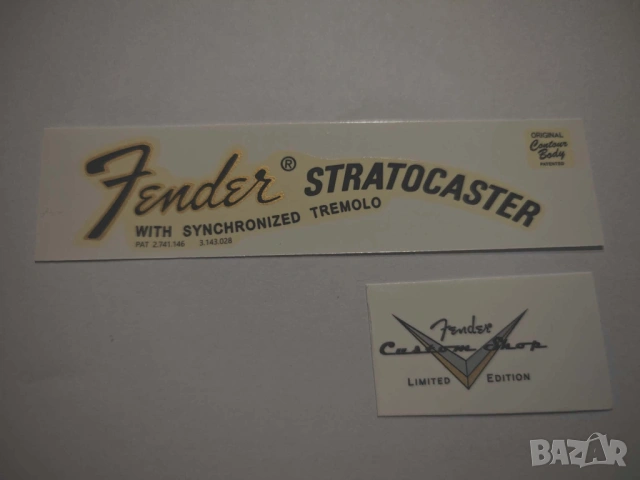 Fender® STRATOCASTER
WITH SYNCHRONIZED TREMOLO
PAT 2,741,146 3,143,028
ORIGINAL
Contour
Body
PATENTED
Fender
Custom Shop
LIMITED EDITION
BAZAR